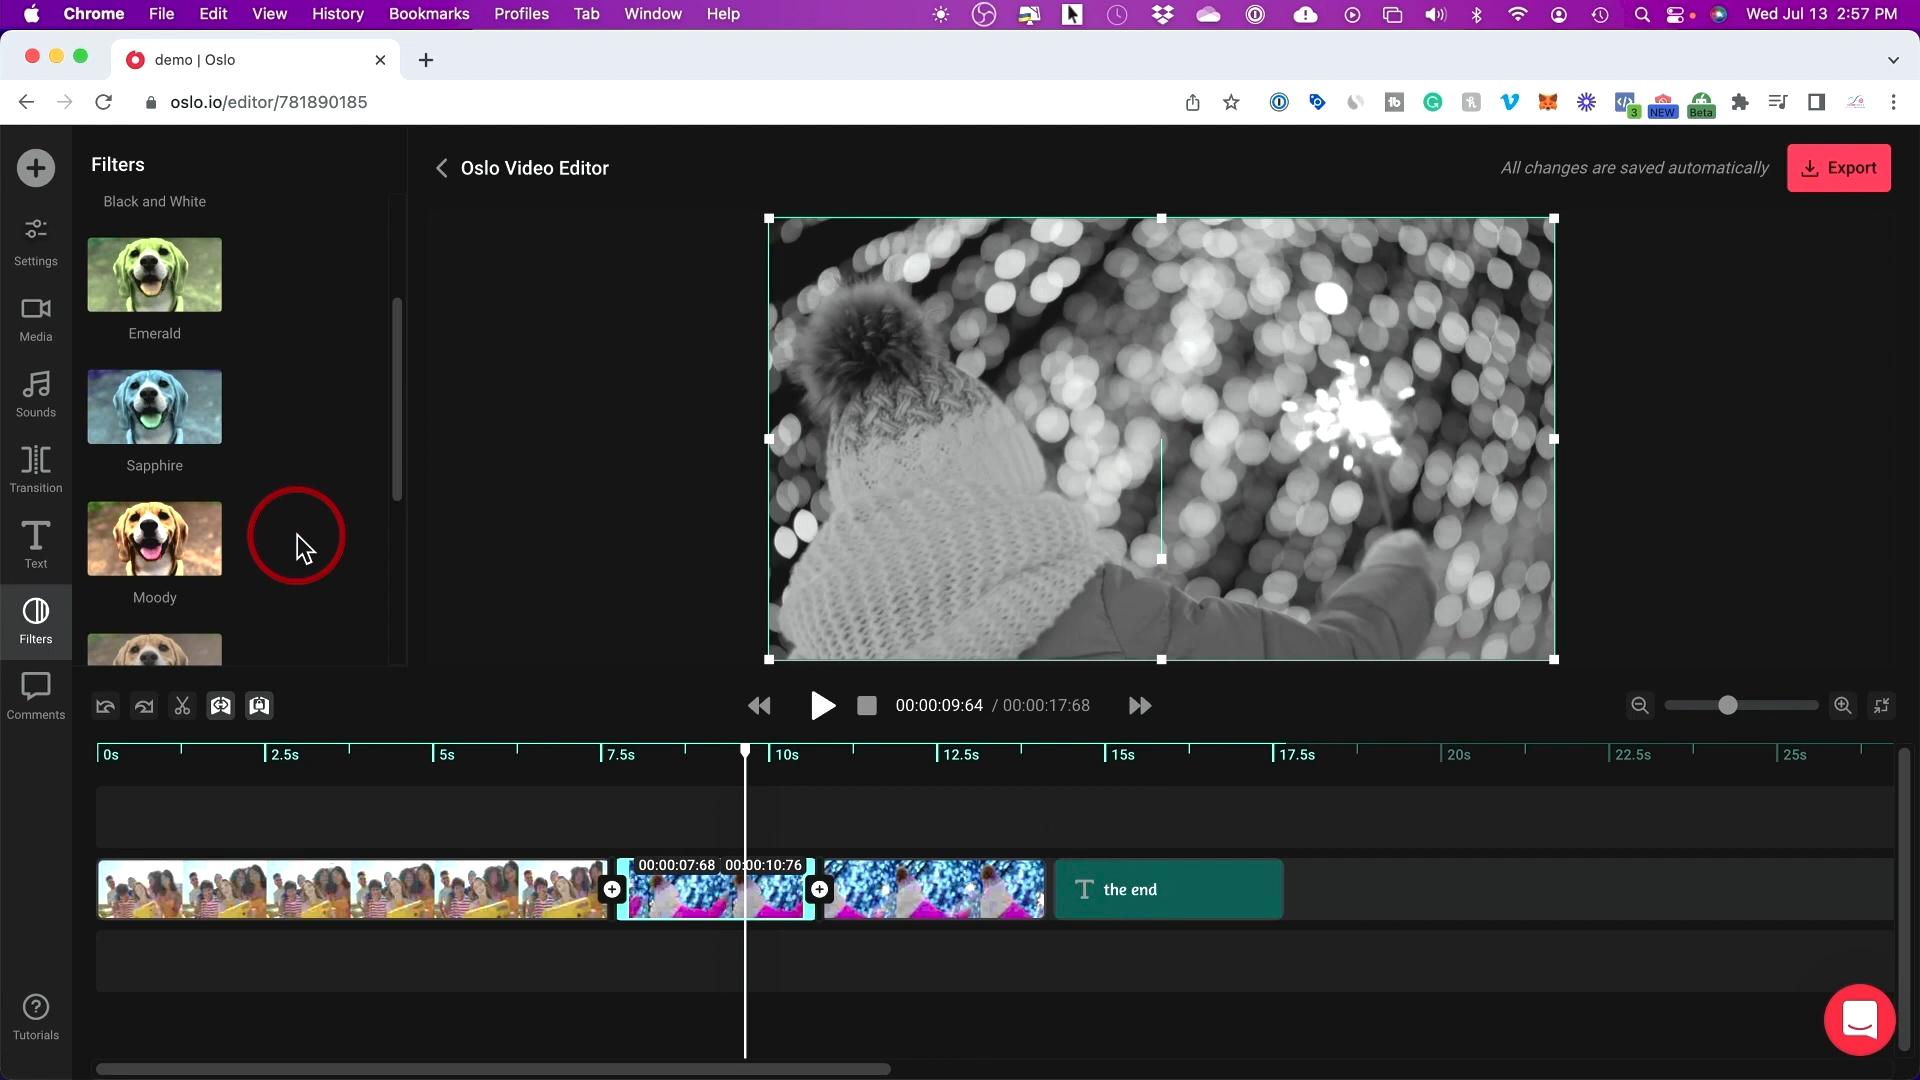 Chrome File Edit View History Bookmarks Profiles Tab Window Help Wed Jul 13 2:57 PM
demo | Oslo
oslo.io/editor/781890185
3 NEW Beta
Filters
Oslo Video Editor
All changes are saved automatically
Export
Black and White
Emerald
Sapphire
Moody
Settings
Media
Sounds
Transition
Text
Filters
Comments
00:00:09:64 / 00:00:17:68
0s 2.5s 5s 7.5s 10s 12.5s 15s 17.5s 20s 22.5s 25s
00:00:07:68 00:00:10:76
the end
Tutorials